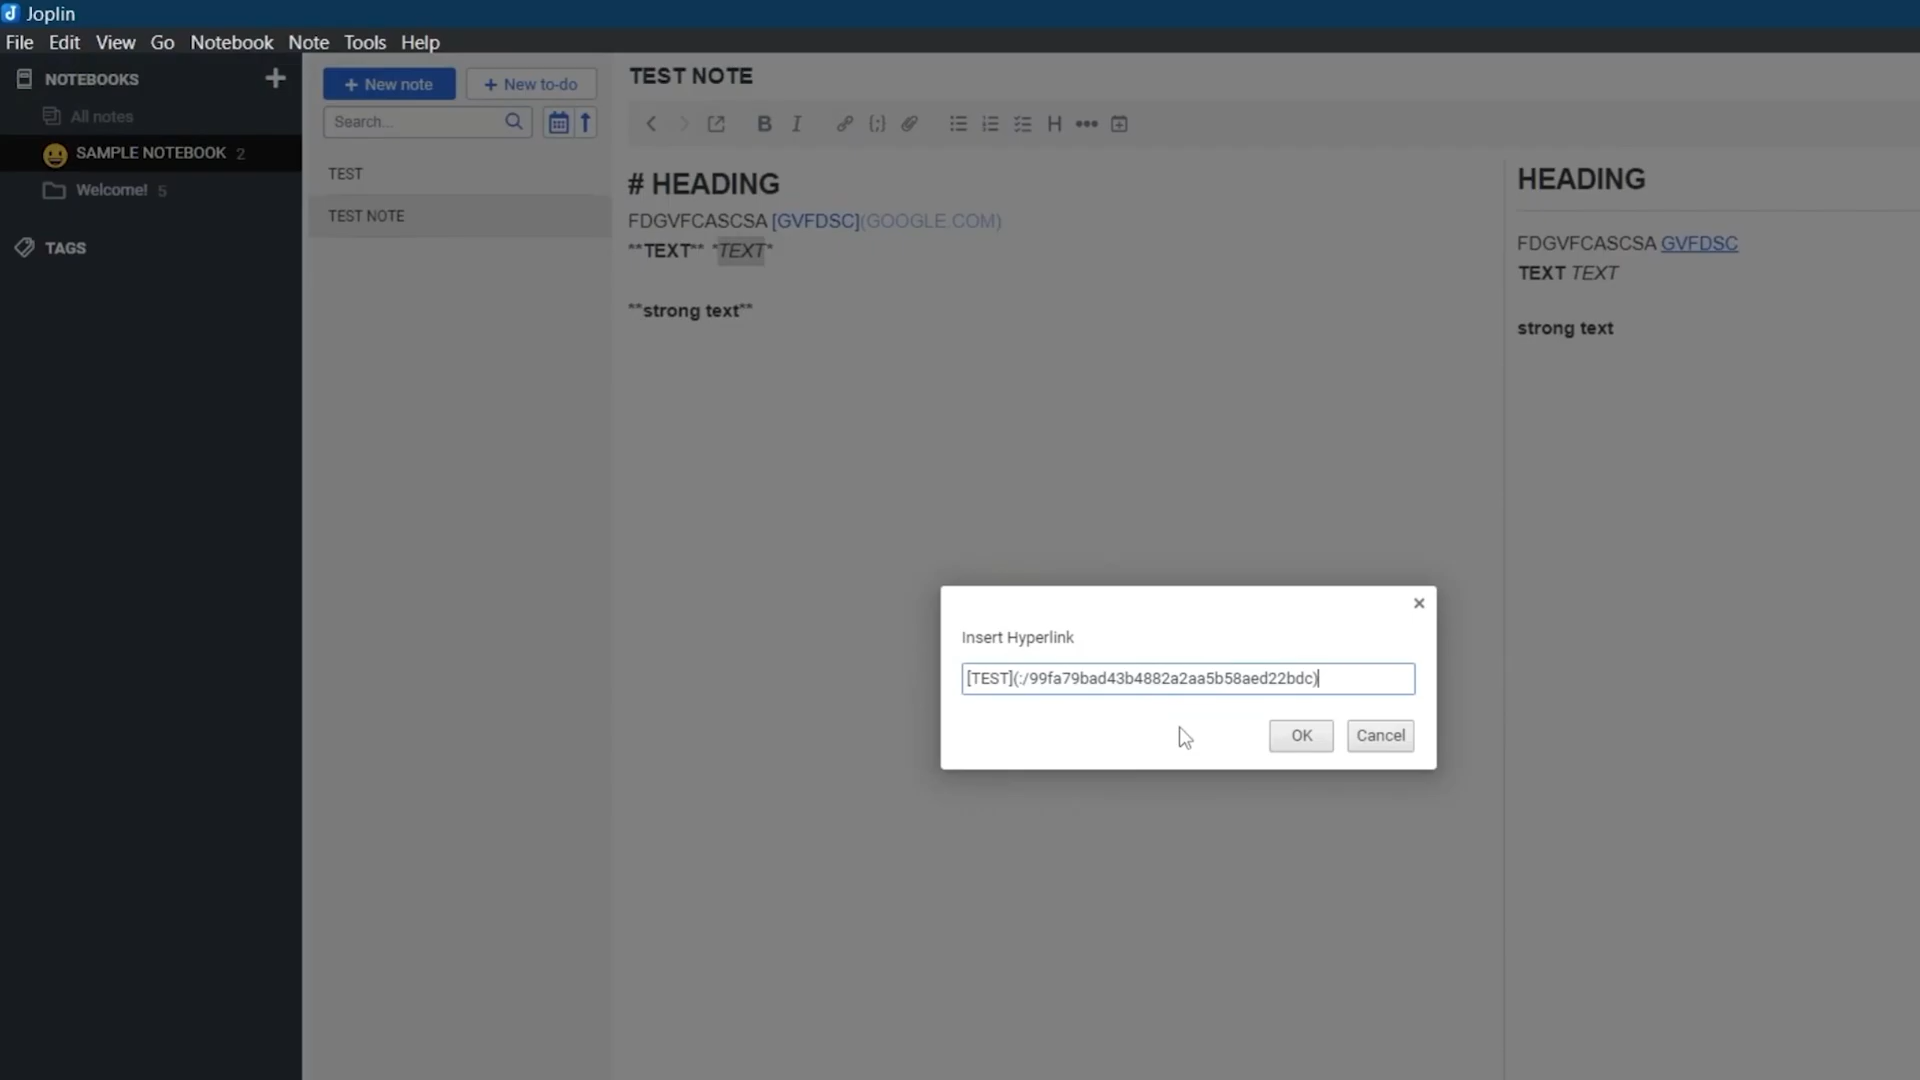 Joplin
File Edit View Go Notebook Note Tools Help
NOTEBOOKS
All notes
SAMPLE NOTEBOOK 2
Welcome! 5
TAGS
+ New note
+ New to-do
Search...
TEST
TEST NOTE
TEST NOTE
# HEADING
FDGVFCASCSA [GVFDSC](GOOGLE.COM)
**TEXT** *TEXT*
**strong text**
HEADING
FDGVFCASCSA GVFDSC
TEXT TEXT
strong text
Insert Hyperlink
[TEST](:/99fa79bad43b4882a2aa5b58aed22bdc)
OK Cancel